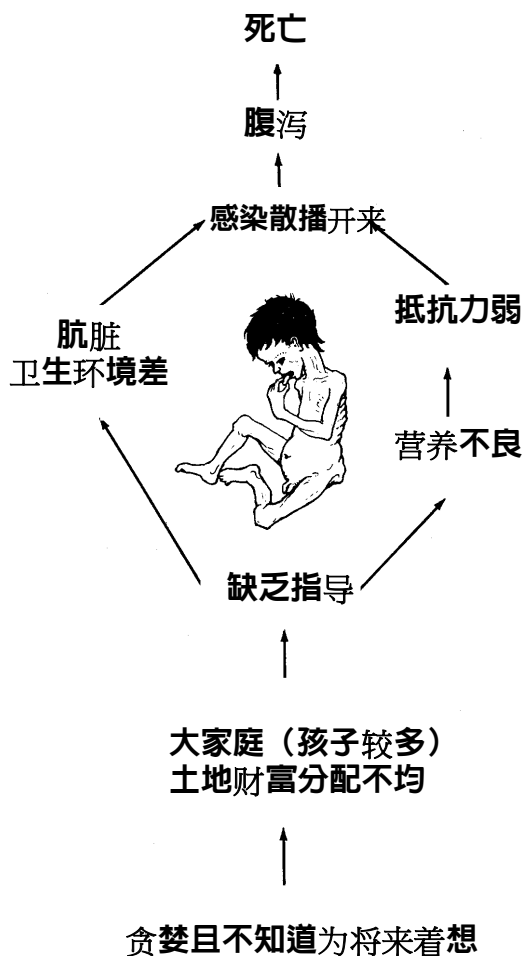 死亡
腹泻
感染散播开来
抵抗力弱
肮脏
卫生环境差
营养不良
缺乏指导
大家庭（孩子较多）
土地财富分配不均
贪婪且不知道为将来着想